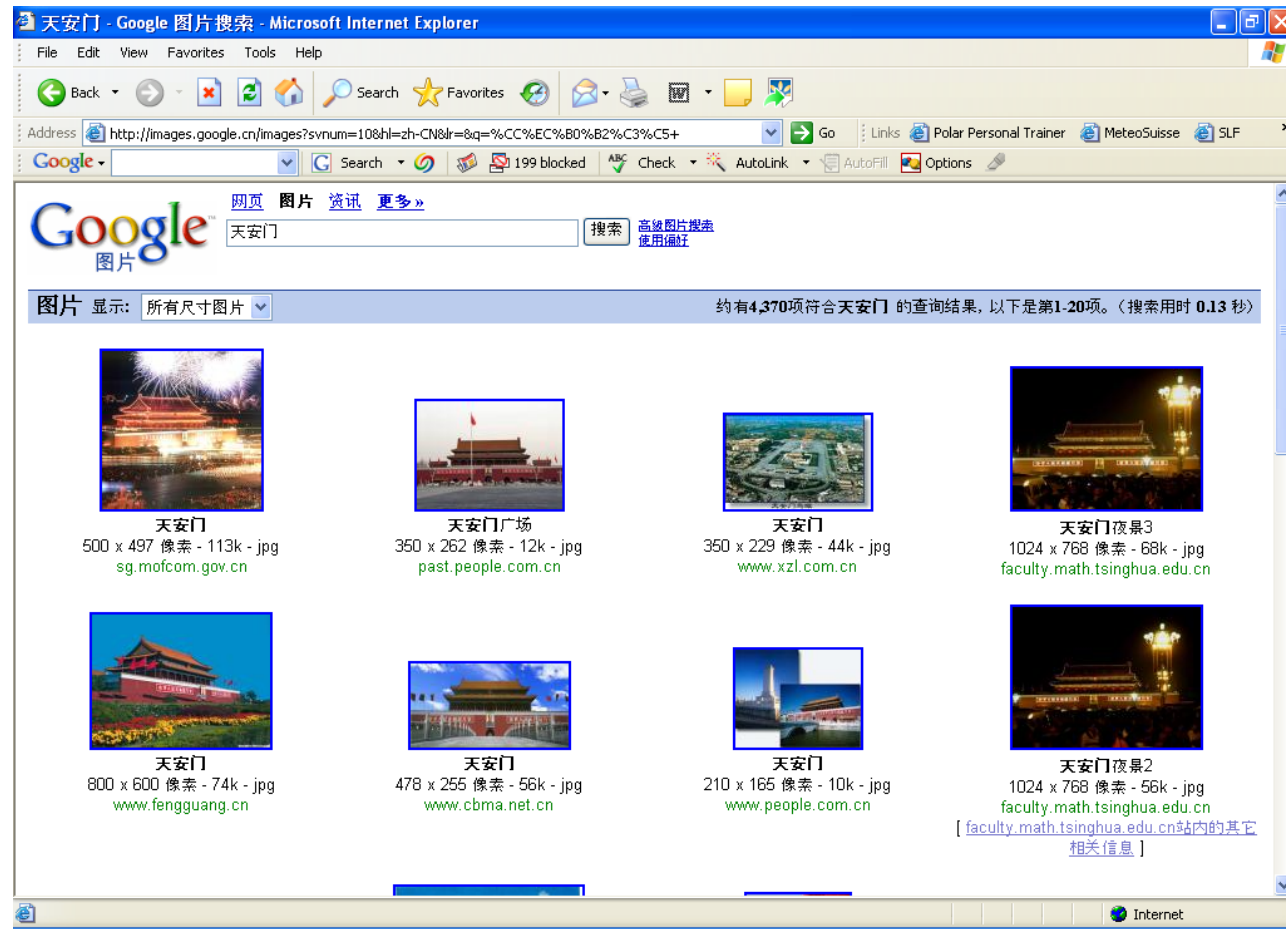 天安门 - Google 图片搜索 - Microsoft Internet Explorer
File Edit View Favorites Tools Help
Back Search Favorites
Address http://images.google.cn/images?svnum=10&hl=zh-CN&lr=&q=%CC%EC%B0%B2%C3%C5+ Go Links Polar Personal Trainer MeteoSuisse SLF »
Google Search 199 blocked ABC Check AutoLink AutoFill Options
网页 图片 资讯 更多 »
Google™ 图片
天安门 搜索 高级图片搜索
使用偏好
图片 显示: 所有尺寸图片 约有4,370项符合天安门 的查询结果, 以下是第1-20项。(搜索用时 0.13 秒)
天安门 天安门广场 天安门 天安门夜景3
500 x 497 像素 - 113k - jpg 350 x 262 像素 - 12k - jpg 350 x 229 像素 - 44k - jpg 1024 x 768 像素 - 68k - jpg
sg.mofcom.gov.cn past.people.com.cn www.xzl.com.cn faculty.math.tsinghua.edu.cn
天安门 天安门 天安门 天安门夜景2
800 x 600 像素 - 74k - jpg 478 x 255 像素 - 56k - jpg 210 x 165 像素 - 10k - jpg 1024 x 768 像素 - 56k - jpg
www.fengguang.cn www.cbma.net.cn www.people.com.cn faculty.math.tsinghua.edu.cn
[ faculty.math.tsinghua.edu.cn站内的其它
相关信息 ]
Internet